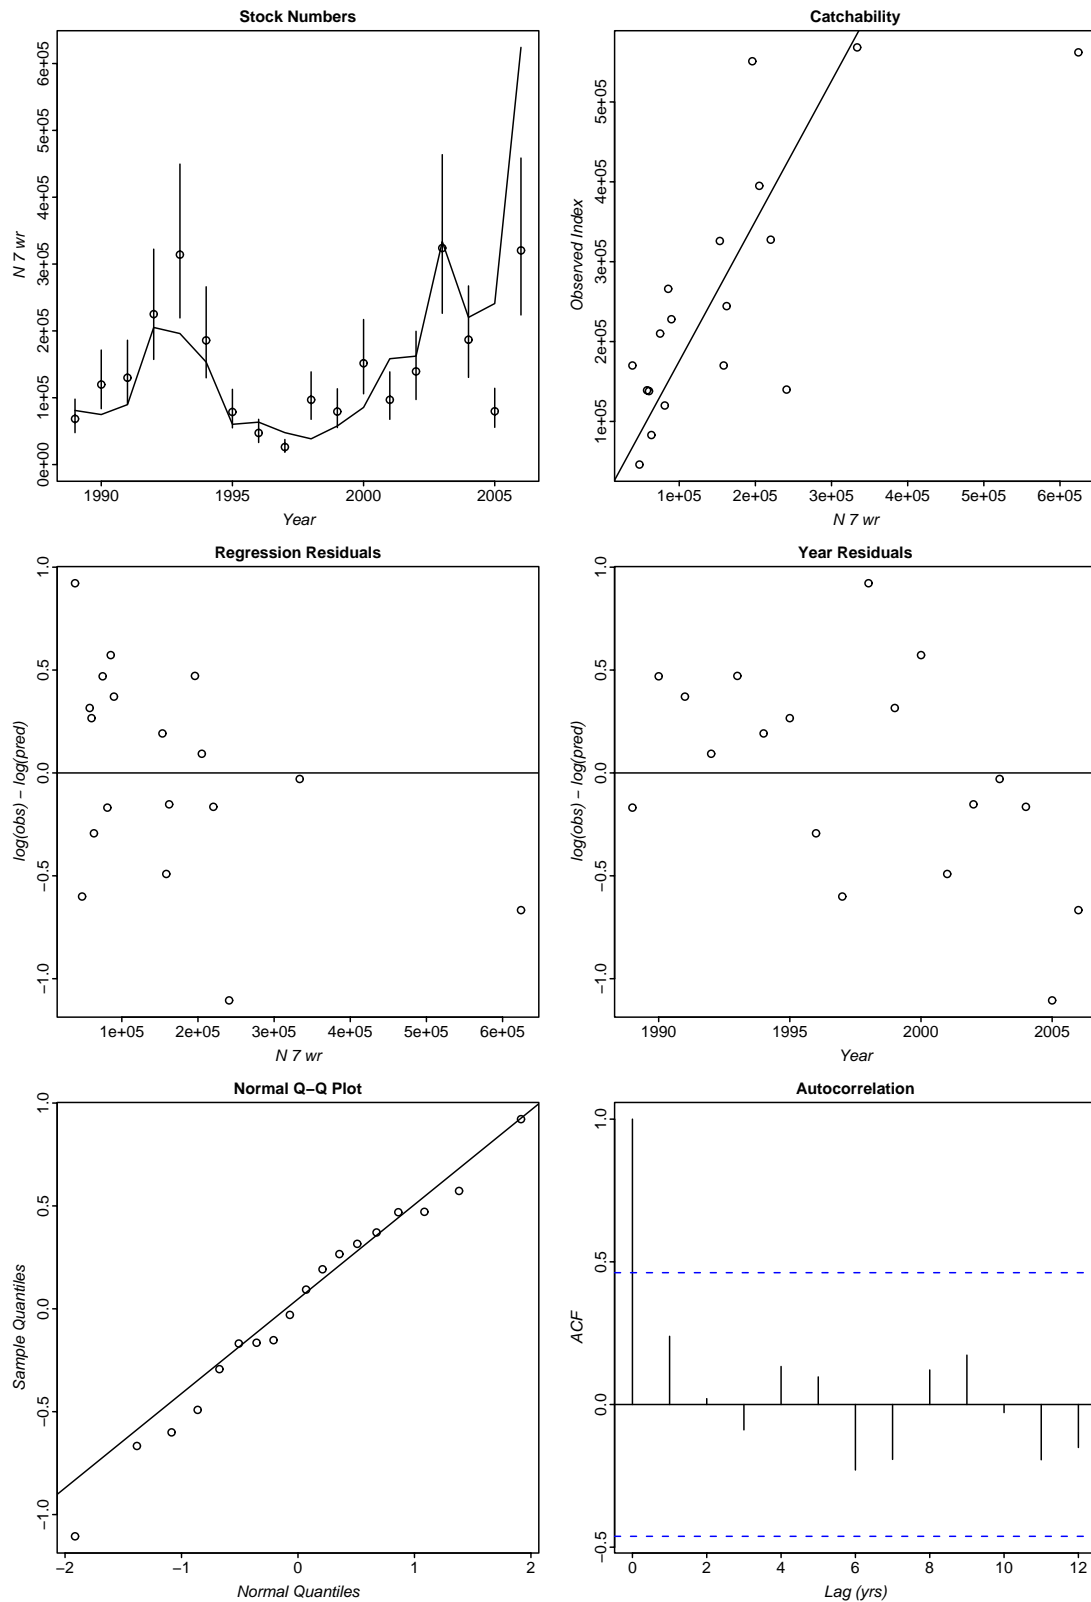 Stock Numbers
N 7 wr
0e+00 1e+05 2e+05 3e+05 4e+05 5e+05 6e+05
1990 1995 2000 2005
Year
Catchability
Observed Index
1e+05 2e+05 3e+05 4e+05 5e+05
1e+05 2e+05 3e+05 4e+05 5e+05 6e+05
N 7 wr
Regression Residuals
log(obs) − log(pred)
−1.0 −0.5 0.0 0.5 1.0
1e+05 2e+05 3e+05 4e+05 5e+05 6e+05
N 7 wr
Year Residuals
log(obs) − log(pred)
−1.0 −0.5 0.0 0.5 1.0
1990 1995 2000 2005
Year
Normal Q−Q Plot
Sample Quantiles
−1.0 −0.5 0.0 0.5 1.0
−2 −1 0 1 2
Normal Quantiles
Autocorrelation
ACF
−0.5 0.0 0.5 1.0
0 2 4 6 8 10 12
Lag (yrs)